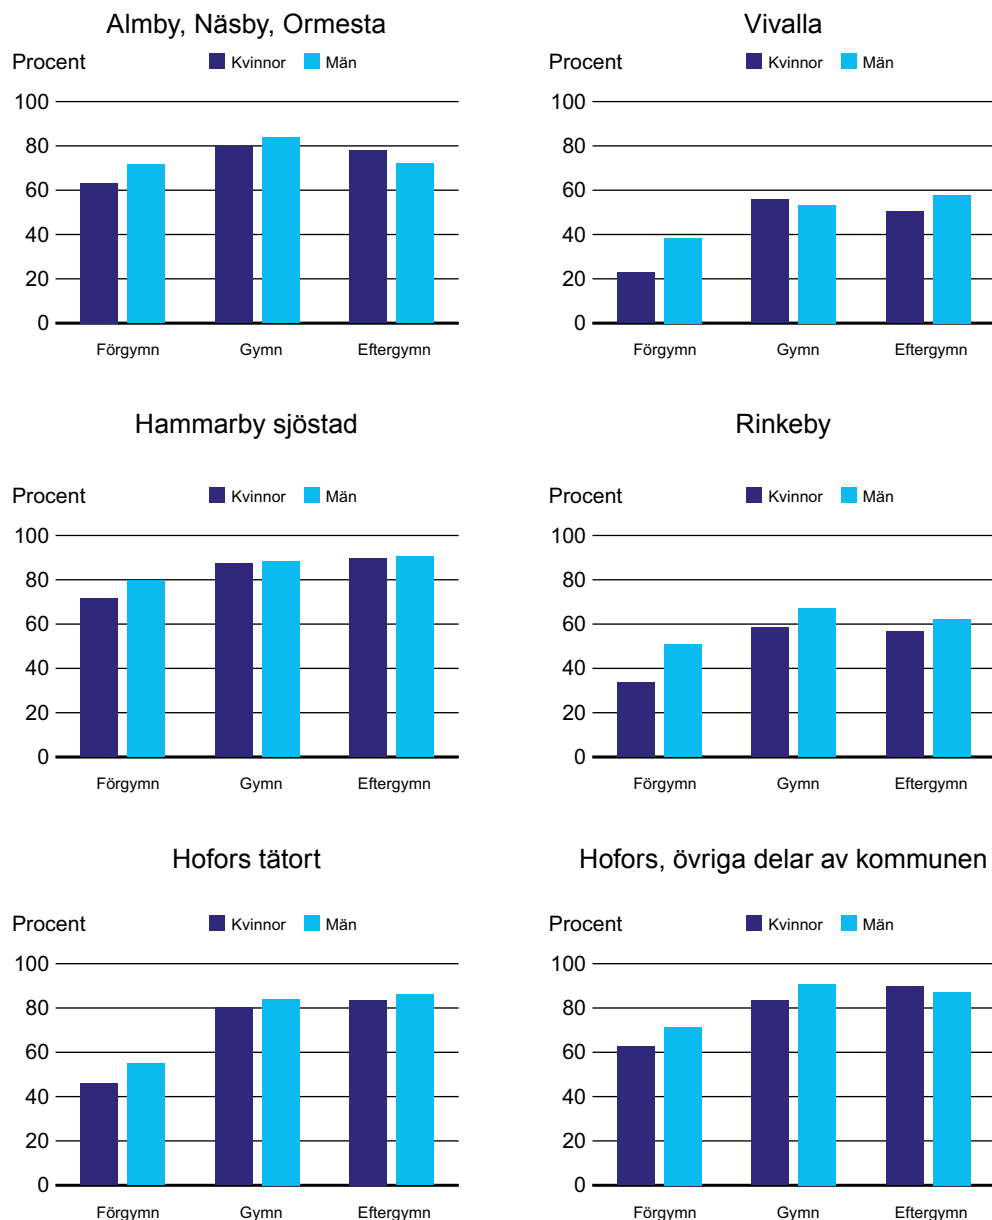 Almby, Näsby, Ormesta
Procent
Kvinnor Män
100
80
60
40
20
0
Förgymn Gymn Eftergymn
Vivalla
Procent
Kvinnor Män
100
80
60
40
20
0
Förgymn Gymn Eftergymn
Hammarby sjöstad
Procent
Kvinnor Män
100
80
60
40
20
0
Förgymn Gymn Eftergymn
Rinkeby
Procent
Kvinnor Män
100
80
60
40
20
0
Förgymn Gymn Eftergymn
Hofors tätort
Procent
Kvinnor Män
100
80
60
40
20
0
Förgymn Gymn Eftergymn
Hofors, övriga delar av kommunen
Procent
Kvinnor Män
100
80
60
40
20
0
Förgymn Gymn Eftergymn